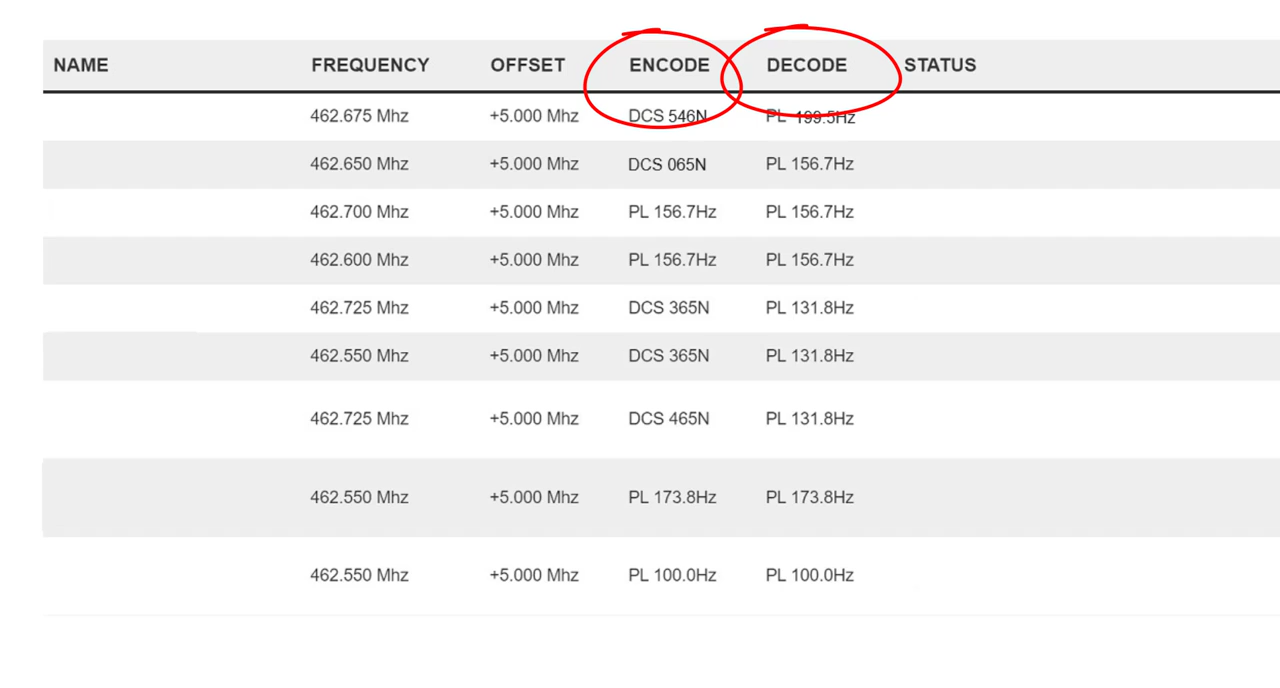 NAME FREQUENCY OFFSET ENCODE DECODE STATUS
462.675 Mhz +5.000 Mhz DCS 546N PL 199.5Hz
462.650 Mhz +5.000 Mhz DCS 065N PL 156.7Hz
462.700 Mhz +5.000 Mhz PL 156.7Hz PL 156.7Hz
462.600 Mhz +5.000 Mhz PL 156.7Hz PL 156.7Hz
462.725 Mhz +5.000 Mhz DCS 365N PL 131.8Hz
462.550 Mhz +5.000 Mhz DCS 365N PL 131.8Hz
462.725 Mhz +5.000 Mhz DCS 465N PL 131.8Hz
462.550 Mhz +5.000 Mhz PL 173.8Hz PL 173.8Hz
462.550 Mhz +5.000 Mhz PL 100.0Hz PL 100.0Hz